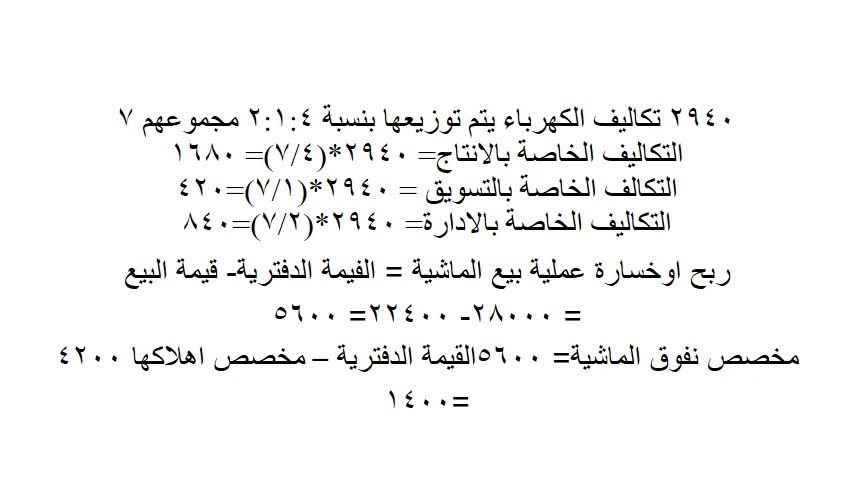 ٢٩٤٠ تكاليف الكهرباء يتم توزيعها بنسبة ٢:١:٤ مجموعهم ٧
التكاليف الخاصة بالانتاج= ٢٩٤٠*(٧/٤)= ١٦٨٠
التكالف الخاصة بالتسويق = ٢٩٤٠*(٧/١)=٤٢٠
التكاليف الخاصة بالادارة= ٢٩٤٠*(٧/٢)=٨٤٠
ربح اوخسارة عملية بيع الماشية = الفيمة الدفترية- قيمة البيع
= ٢٨٠٠٠- ٢٢٤٠٠= ٥٦٠٠
مخصص نفوق الماشية= ٥٦٠٠القيمة الدفترية – مخصص اهلاكها ٤٢٠٠
=١٤٠٠